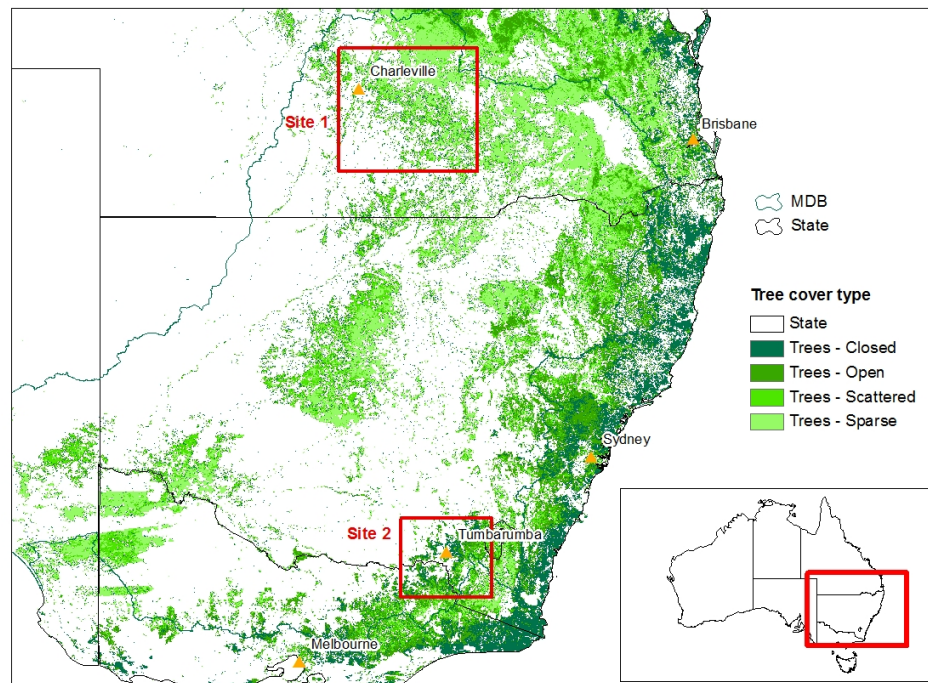 Charleville
Site 1
Brisbane
MDB
State
Tree cover type
State
Trees - Closed
Trees - Open
Trees - Scattered
Trees - Sparse
Sydney
Site 2
Tumbarumba
Melbourne